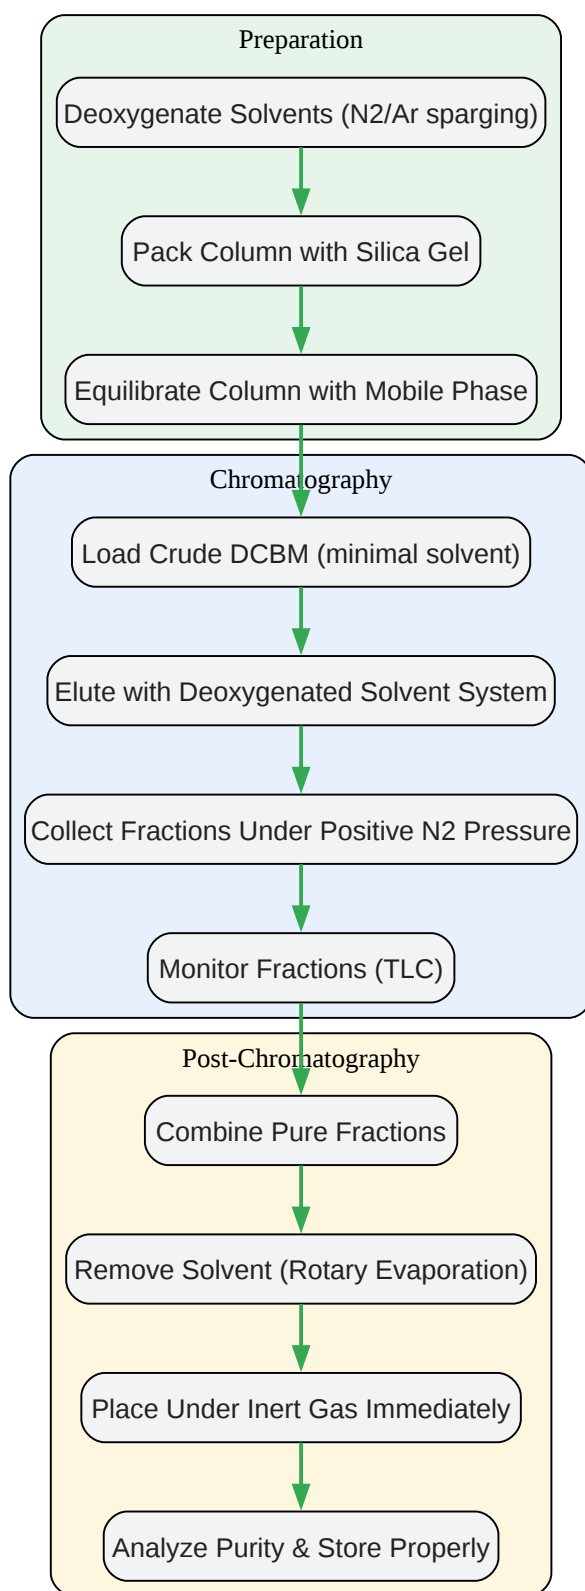 Preparation
Deoxygenate Solvents (N2/Ar sparging)
Pack Column with Silica Gel
Equilibrate Column with Mobile Phase
Chromatography
Load Crude DCBM (minimal solvent)
Elute with Deoxygenated Solvent System
Collect Fractions Under Positive N2 Pressure
Monitor Fractions (TLC)
Post-Chromatography
Combine Pure Fractions
Remove Solvent (Rotary Evaporation)
Place Under Inert Gas Immediately
Analyze Purity & Store Properly